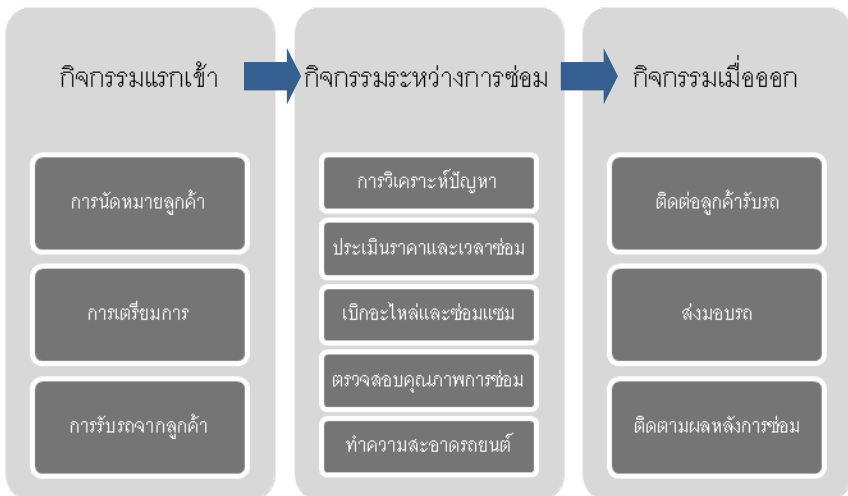 กิจกรรมแรกเข้า
การนัดหมายลูกค้า
การเตรียมการ
การรับรถจากลูกค้า
กิจกรรมระหว่างการซ่อม
การวิเคราะห์ปัญหา
ประเมินราคาและเวลาซ่อม
เบิกอะไหล่และซ่อมแซม
ตรวจสอบคุณภาพการซ่อม
ทำความสะอาดรถยนต์
กิจกรรมเมื่อออก
ติดต่อลูกค้ารับรถ
ส่งมอบรถ
ติดตามผลหลังการซ่อม